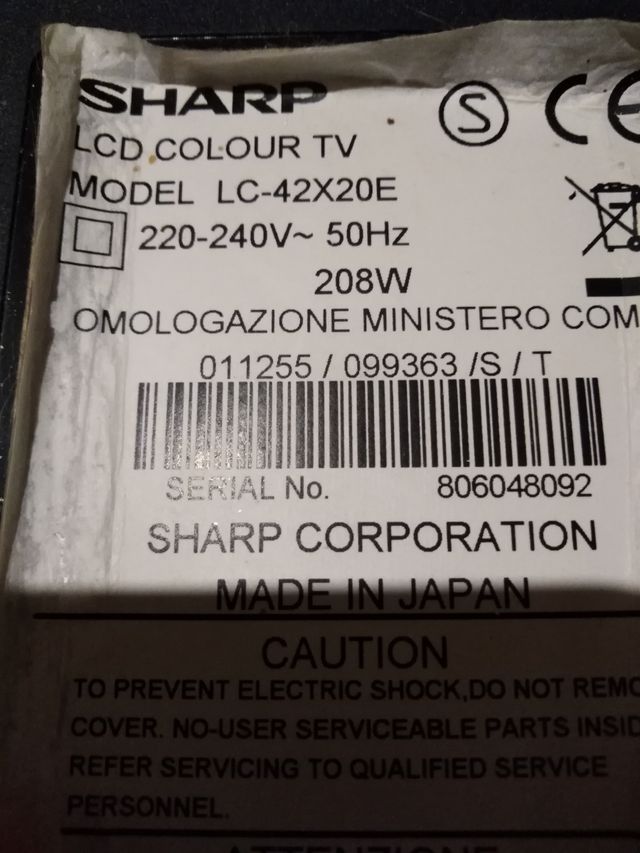 SHARP
LCD COLOUR TV
MODEL LC-42X20E
220-240V~ 50Hz
208W
OMOLOGAZIONE MINISTERO COM
011255 / 099363 /S / T
SERIAL No. 806048092
SHARP CORPORATION
MADE IN JAPAN
CAUTION
TO PREVENT ELECTRIC SHOCK,DO NOT REMO
COVER. NO-USER SERVICEABLE PARTS INSID
REFER SERVICING TO QUALIFIED SERVICE
PERSONNEL.
ATTENZIONE